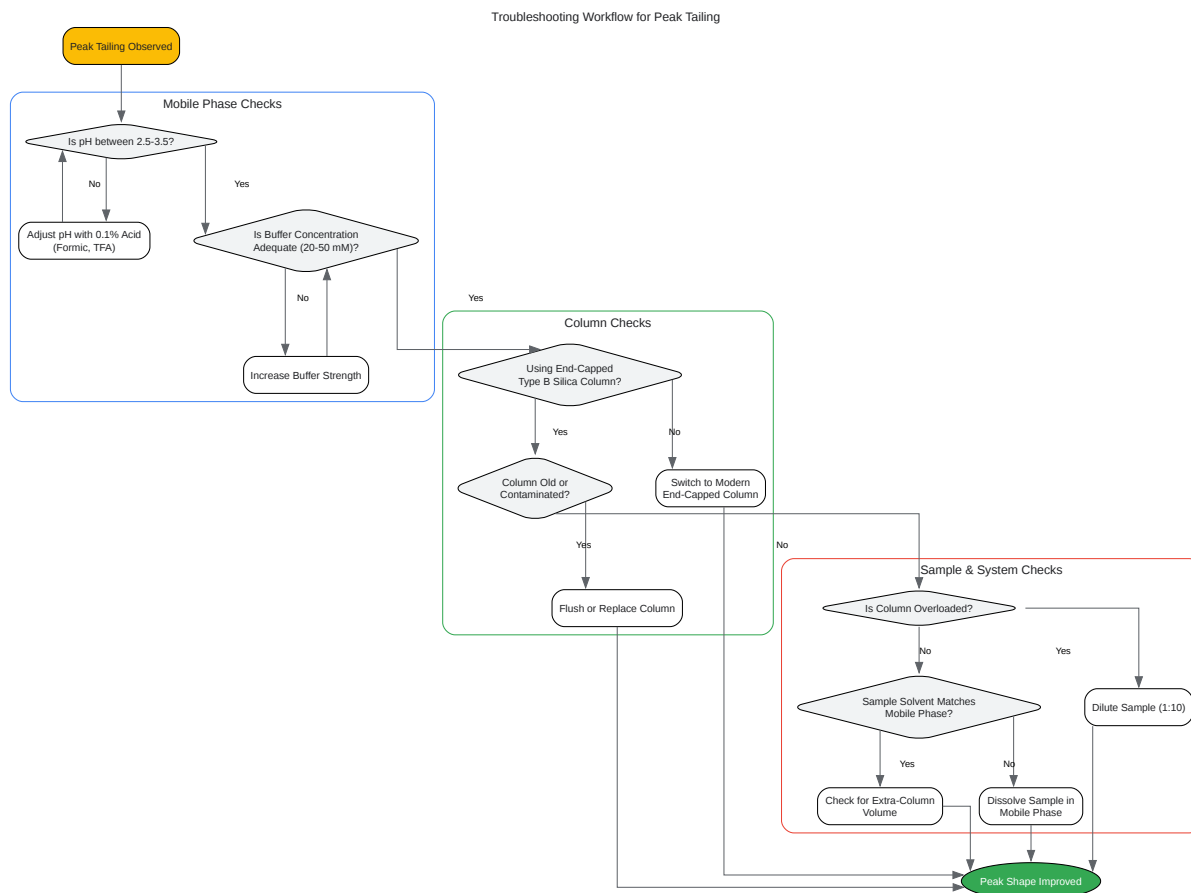 Troubleshooting Workflow for Peak Tailing
Peak Tailing Observed
Mobile Phase Checks
Is pH between 2.5-3.5?
No
Yes
Adjust pH with 0.1% Acid
(Formic, TFA)
Is Buffer Concentration
Adequate (20-50 mM)?
No
Yes
Increase Buffer Strength
Column Checks
Using End-Capped
Type B Silica Column?
Yes
No
Column Old or
Contaminated?
Switch to Modern
End-Capped Column
Yes
No
Flush or Replace Column
Sample & System Checks
Is Column Overloaded?
No
Yes
Sample Solvent Matches
Mobile Phase?
Dilute Sample (1:10)
Yes
No
Check for Extra-Column
Volume
Dissolve Sample in
Mobile Phase
Peak Shape Improved